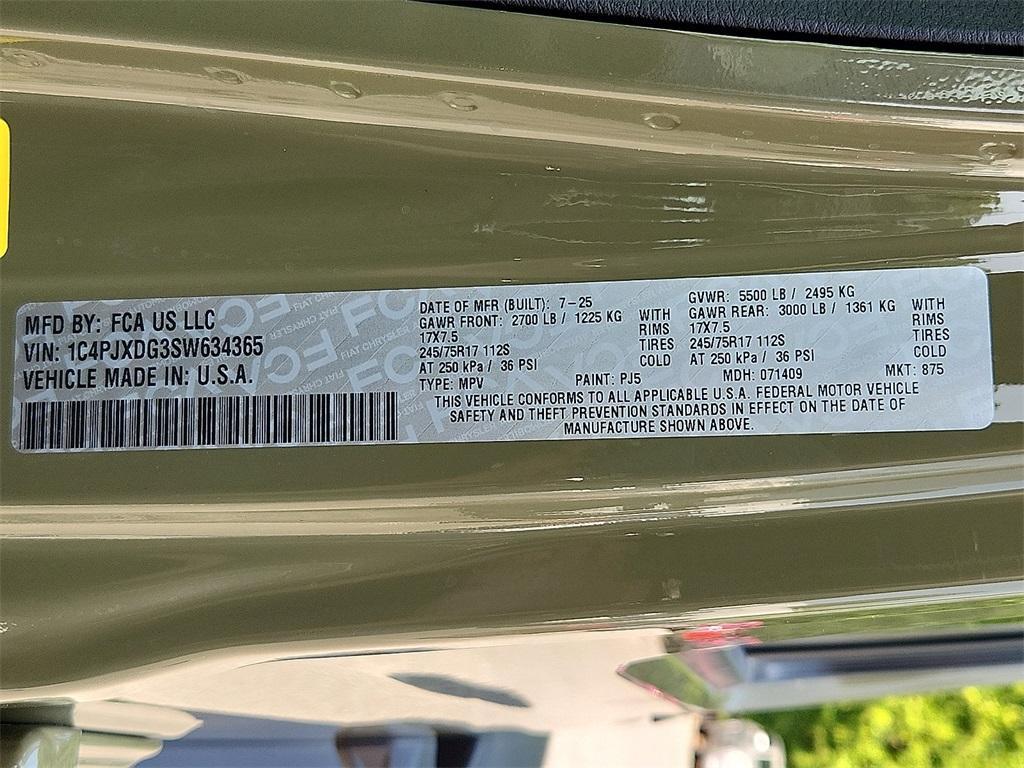 MFD BY: FCA US LLC
VIN: 1C4PJXDG3SW634365
VEHICLE MADE IN: U.S.A.
DATE OF MFR (BUILT): 7-25
GAWR FRONT: 2700 LB / 1225 KG WITH
17X7.5 RIMS
245/75R17 112S TIRES
AT 250 kPa / 36 PSI COLD
GVWR: 5500 LB / 2495 KG
GAWR REAR: 3000 LB / 1361 KG WITH
17X7.5 RIMS
245/75R17 112S TIRES
AT 250 kPa / 36 PSI COLD
TYPE: MPV PAINT: PJ5 MDH: 071409 MKT: 875
THIS VEHICLE CONFORMS TO ALL APPLICABLE U.S.A. FEDERAL MOTOR VEHICLE
SAFETY AND THEFT PREVENTION STANDARDS IN EFFECT ON THE DATE OF
MANUFACTURE SHOWN ABOVE.